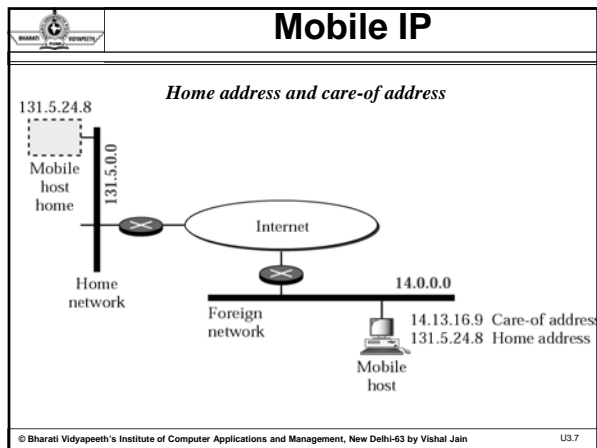 BHARATI VIDYAPEETH
Mobile IP
Home address and care-of address
131.5.24.8
Mobile
host
home
131.5.0.0
Internet
Home
network
14.0.0.0
Foreign
network
14.13.16.9 Care-of address
131.5.24.8 Home address
Mobile
host
© Bharati Vidyapeeth's Institute of Computer Applications and Management, New Delhi-63 by Vishal Jain
U3.7